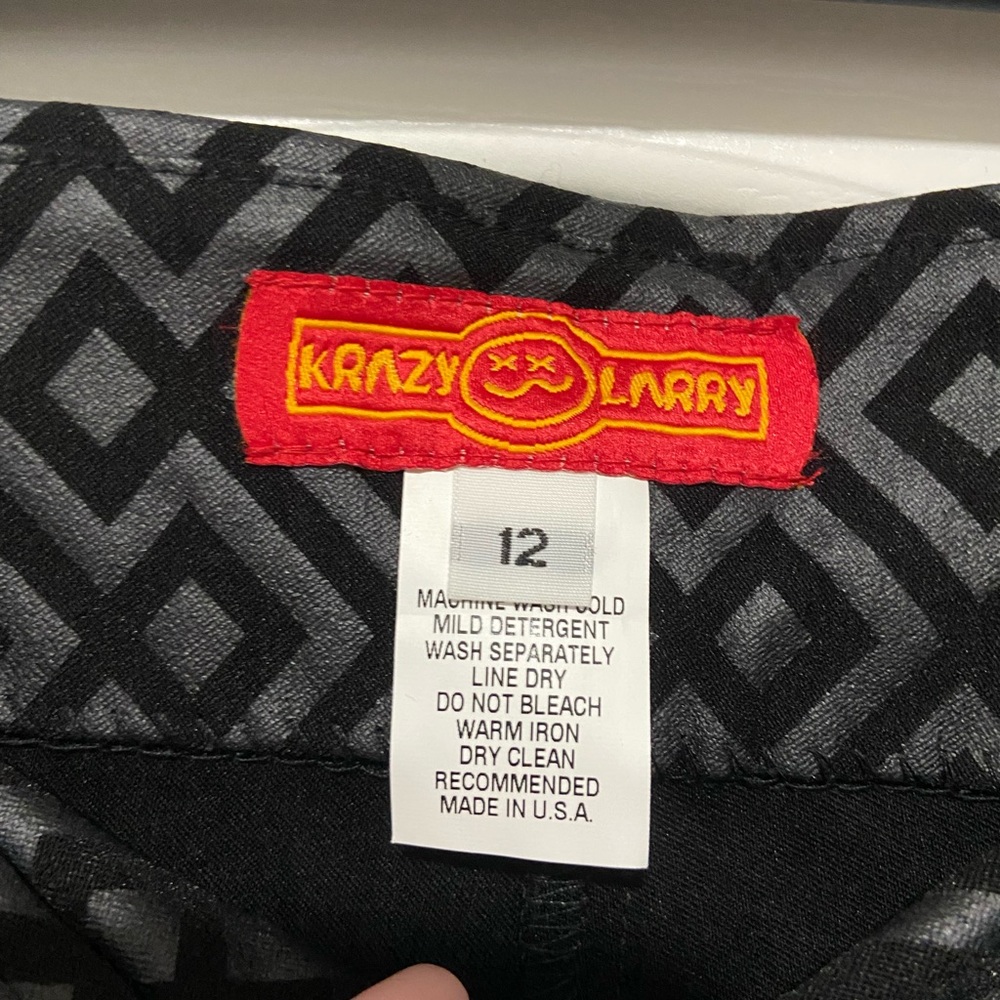 KRAZY LARRY
12
MACHINE WASH COLD
MILD DETERGENT
WASH SEPARATELY
LINE DRY
DO NOT BLEACH
WARM IRON
DRY CLEAN
RECOMMENDED
MADE IN U.S.A.